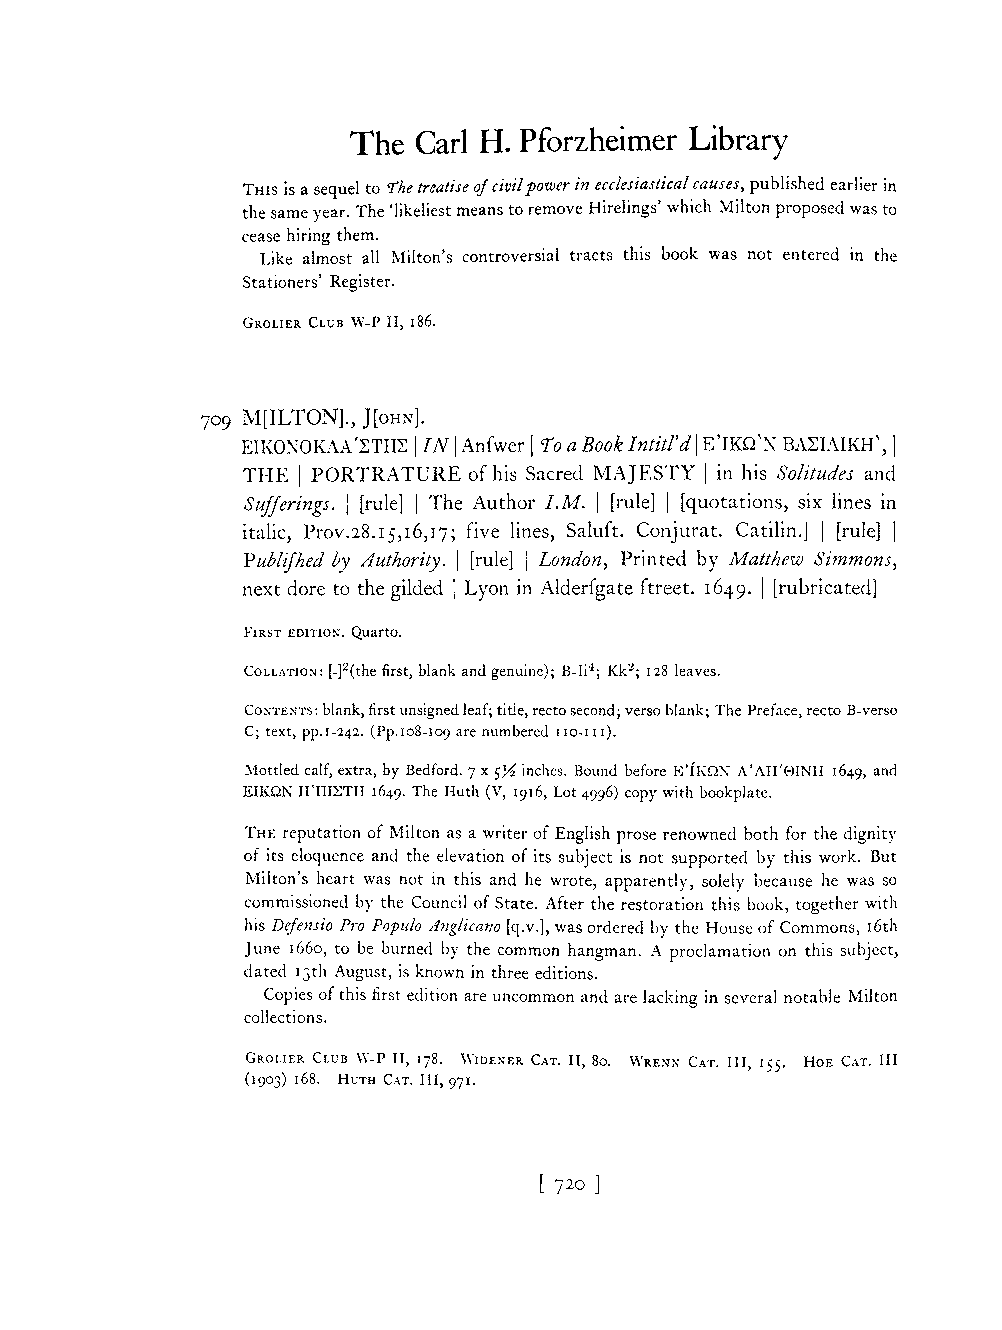 The Carl H. Pforzheimer Library
THIS is a sequel to The treatise of civil power in ecclesiastical causes, published earlier in
the same year. The 'likeliest means to remove Hirelings' which Milton proposed was to
cease hiring them.
Like almost all Milton's controversial tracts this book was not entered in the
Stationers' Register.
GROLIER CLUB W-P II, 186.
709 M[ILTON]., J[OHN].
ΕΙΚΟΝΟΚΛΑ´ΣΤΗΣ | IN | Anſwer | To a Book Intitl'd | Ε᾿ΙΚΩ`Ν ΒΑΣΙΛΙΚΗ`, |
THE | PORTRATURE of his Sacred MAJESTY | in his Solitudes and
Sufferings. | [rule] | The Author I.M. | [rule] | [quotations, six lines in
italic, Prov.28.15,16,17; five lines, Saluſt. Conjurat. Catilin.] | [rule] |
Publiſhed by Authority. | [rule] | London, Printed by Matthew Simmons,
next dore to the gilded | Lyon in Alderſgate ſtreet. 1649. | [rubricated]
FIRST EDITION. Quarto.
COLLATION: [-]²(the first, blank and genuine); B-Ii⁴; Kk²; 128 leaves.
CONTENTS: blank, first unsigned leaf; title, recto second; verso blank; The Preface, recto B-verso
C; text, pp.1-242. (Pp.108-109 are numbered 110-111).
Mottled calf, extra, by Bedford. 7 x 5½ inches. Bound before Ε᾿ΊΚΩΝ Α᾿ΛΗ´ΘΙΝΗ 1649, and
ΕΙΚΩΝ Η῾ΠΙΣΤΗ 1649. The Huth (V, 1916, Lot 4996) copy with bookplate.
THE reputation of Milton as a writer of English prose renowned both for the dignity
of its eloquence and the elevation of its subject is not supported by this work. But
Milton's heart was not in this and he wrote, apparently, solely because he was so
commissioned by the Council of State. After the restoration this book, together with
his Defensio Pro Populo Anglicano [q.v.], was ordered by the House of Commons, 16th
June 1660, to be burned by the common hangman. A proclamation on this subject,
dated 13th August, is known in three editions.
Copies of this first edition are uncommon and are lacking in several notable Milton
collections.
GROLIER CLUB W-P II, 178. WIDENER CAT. II, 80. WRENN CAT. III, 155. HOE CAT. III
(1903) 168. HUTH CAT. III, 971.
[ 720 ]